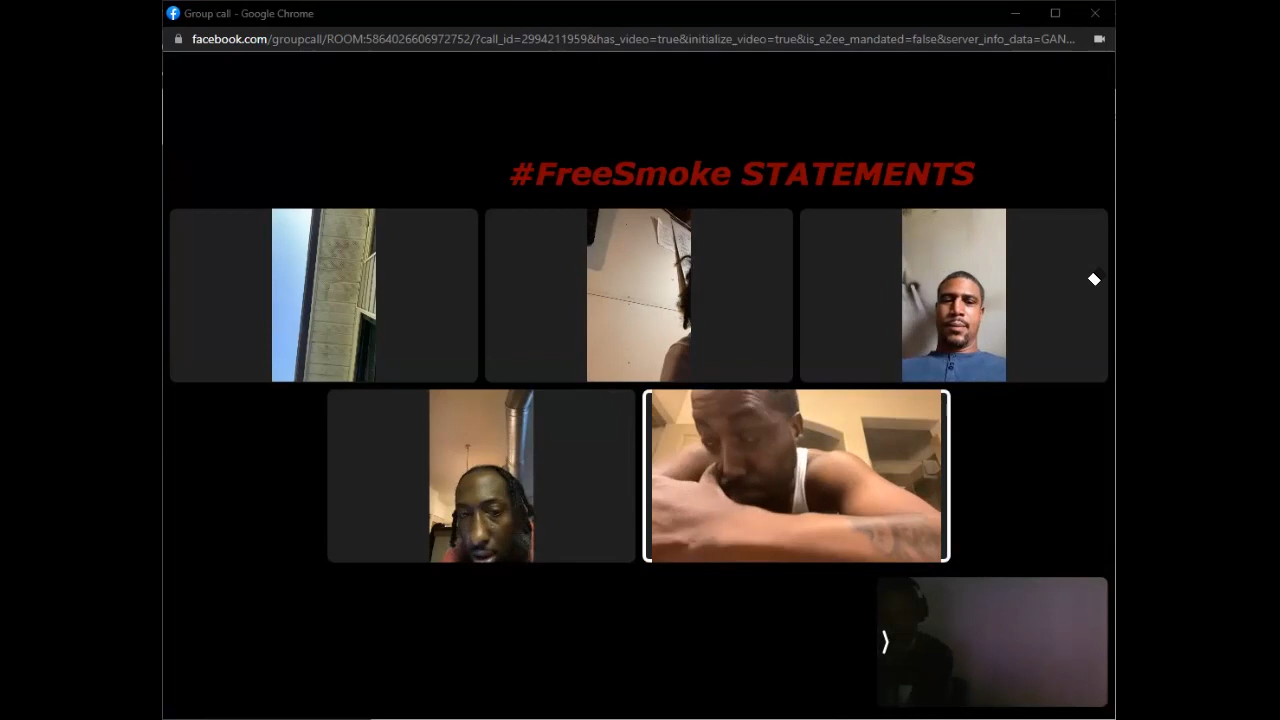 Group call - Google Chrome
facebook.com/groupcall/ROOM:5864026606972752/?call_id=2994211959&has_video=true&initialize_video=true&is_e2ee_mandated=false&server_info_data=GAN...
#FreeSmoke STATEMENTS